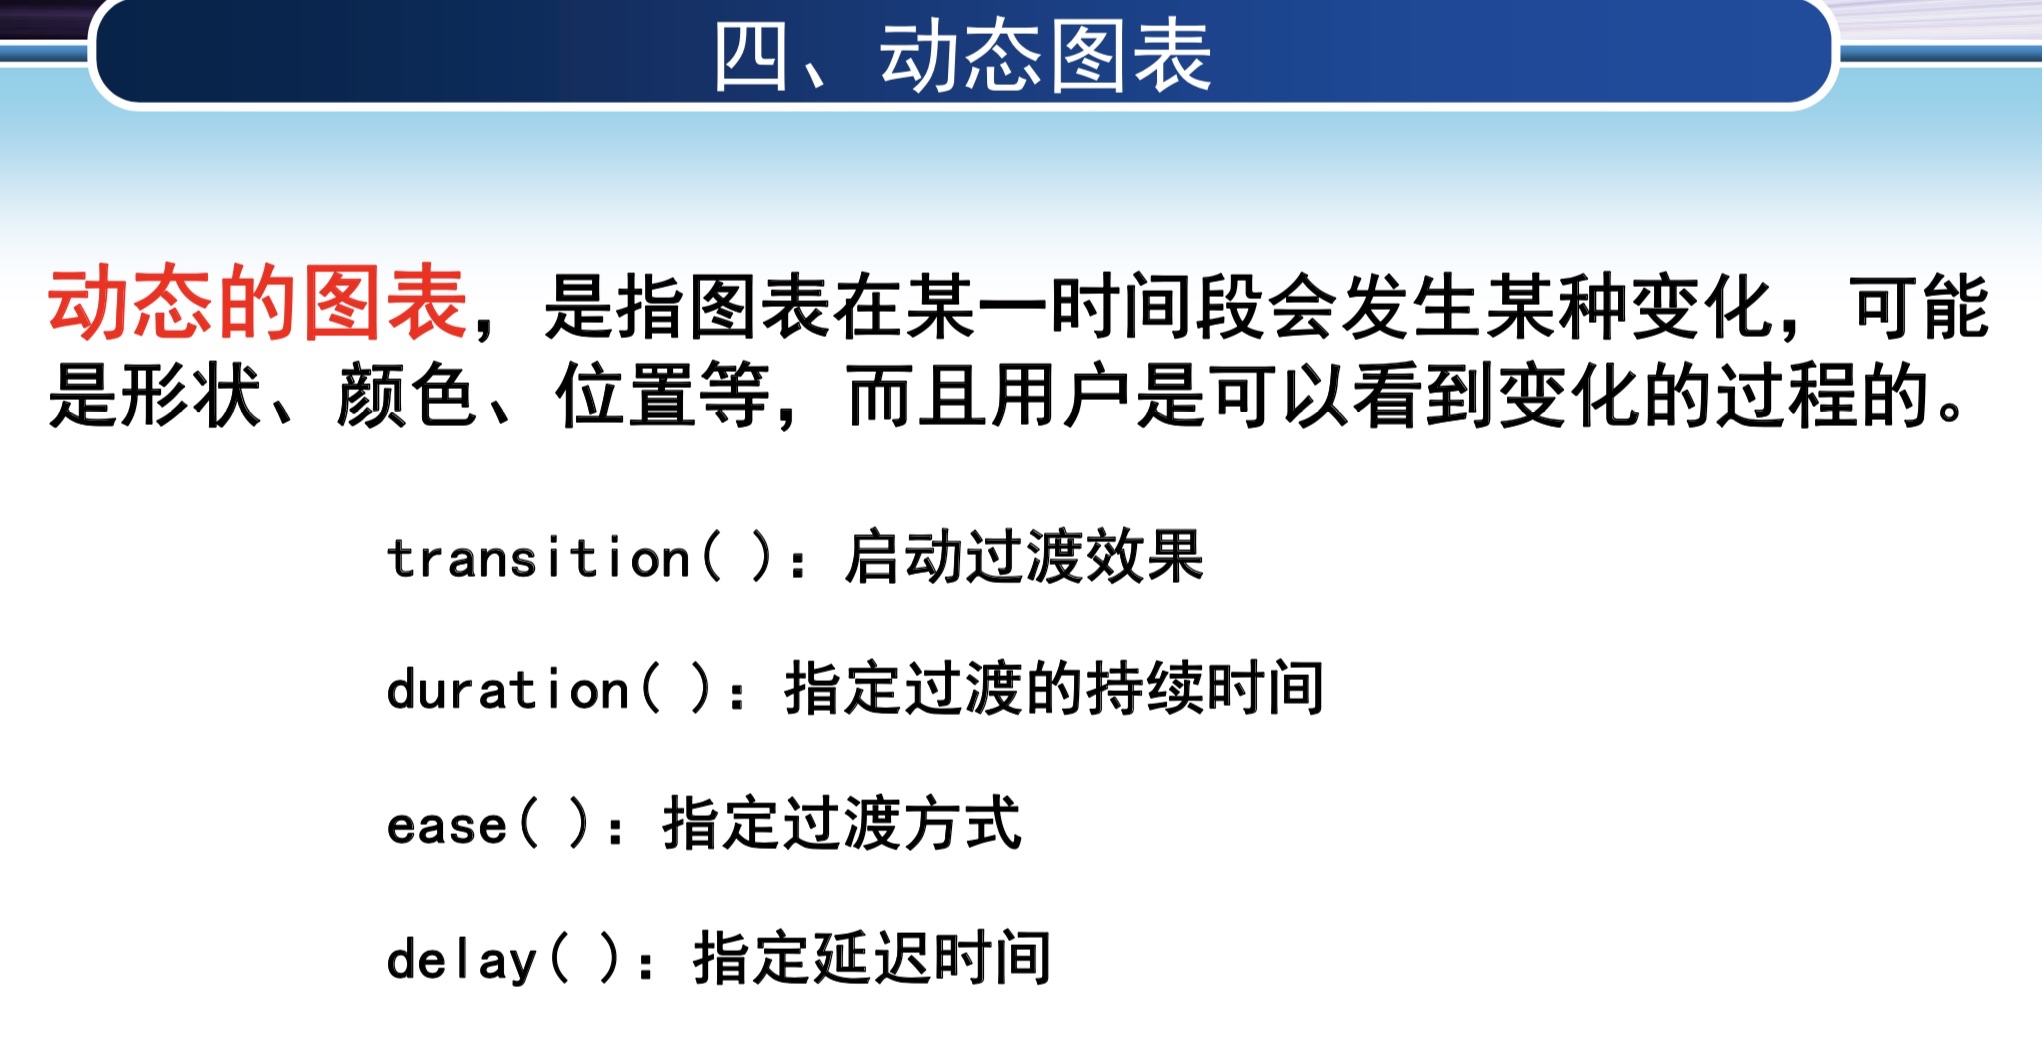 四、动态图表
动态的图表，是指图表在某一时间段会发生某种变化，可能
是形状、颜色、位置等，而且用户是可以看到变化的过程的。
transition( )：启动过渡效果
duration( )：指定过渡的持续时间
ease( )：指定过渡方式
delay( )：指定延迟时间